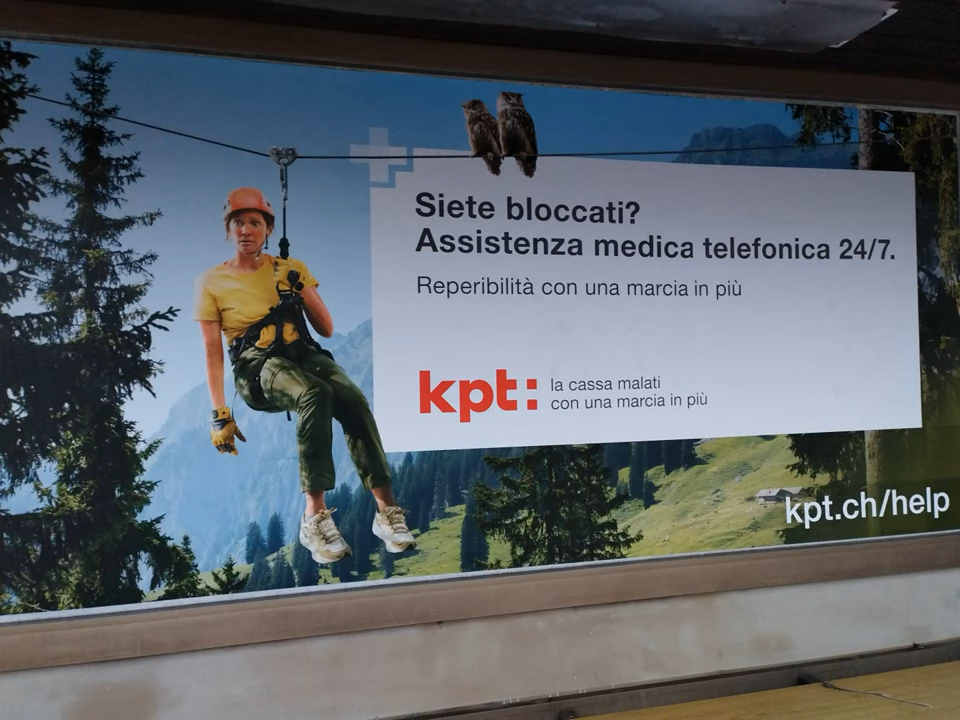 Siete bloccati?
Assistenza medica telefonica 24/7.
Reperibilità con una marcia in più
kpt:
la cassa malati
con una marcia in più
kpt.ch/help